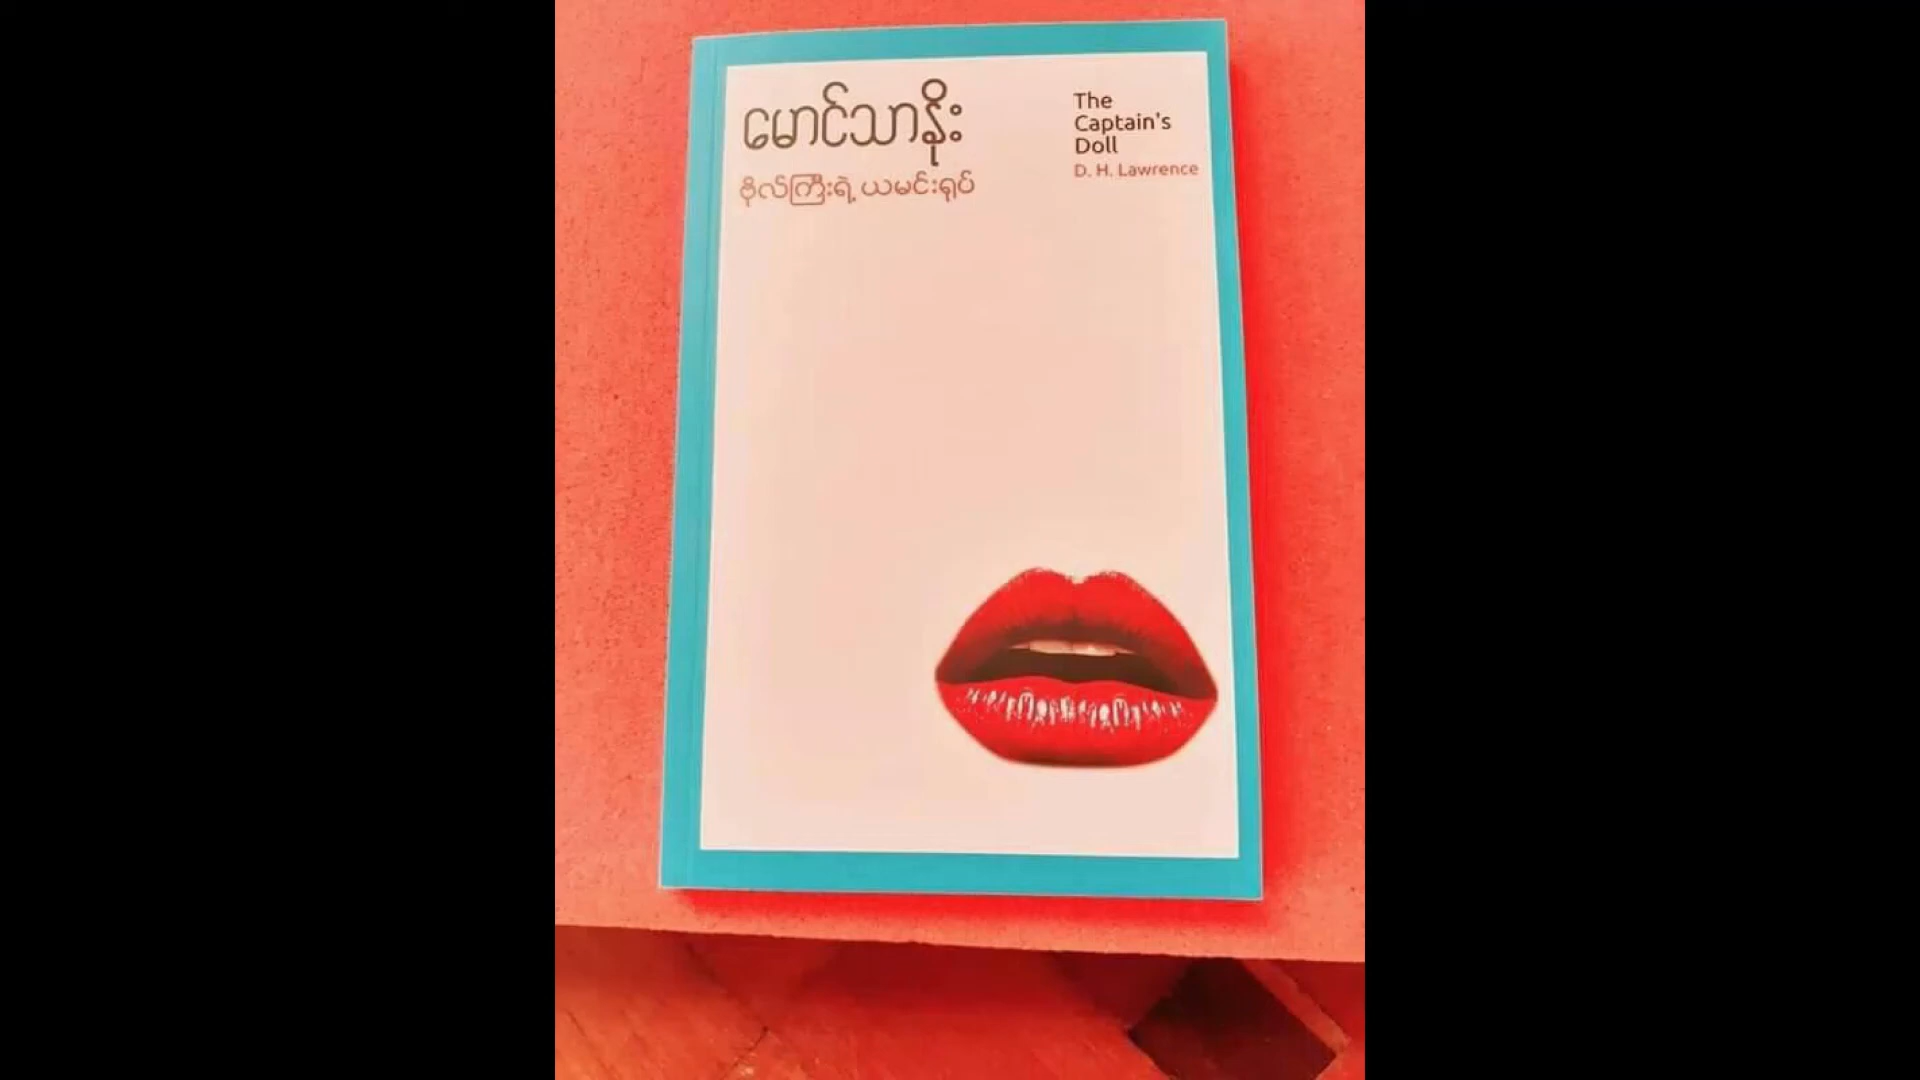 မောင်သာနိုး
ဗိုလ်ကြီးရဲ့ ယမင်းရုပ်
The
Captain's
Doll
D. H. Lawrence